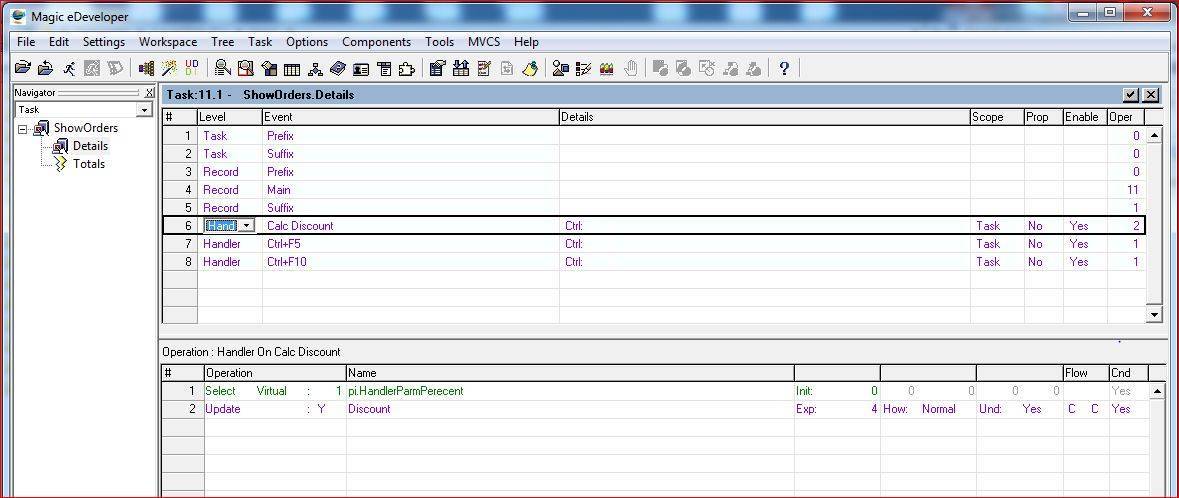 Magic eDeveloper
File Edit Settings Workspace Tree Task Options Components Tools MVCS Help
Navigator
Task
ShowOrders
Details
Totals
Task:11.1 - ShowOrders.Details
# Level Event Details Scope Prop Enable Oper
1 Task Prefix 0
2 Task Suffix 0
3 Record Prefix 0
4 Record Main 11
5 Record Suffix 1
6 Hand Calc Discount Ctrl: Task No Yes 2
7 Handler Ctrl+F5 Ctrl: Task No Yes 1
8 Handler Ctrl+F10 Ctrl: Task No Yes 1
Operation : Handler On Calc Discount
# Operation Name Flow Cnd
1 Select Virtual : 1 pi.HandlerParmPerecent Init: 0 0 0 0 0 Yes
2 Update : Y Discount Exp: 4 How: Normal Und: Yes C C Yes